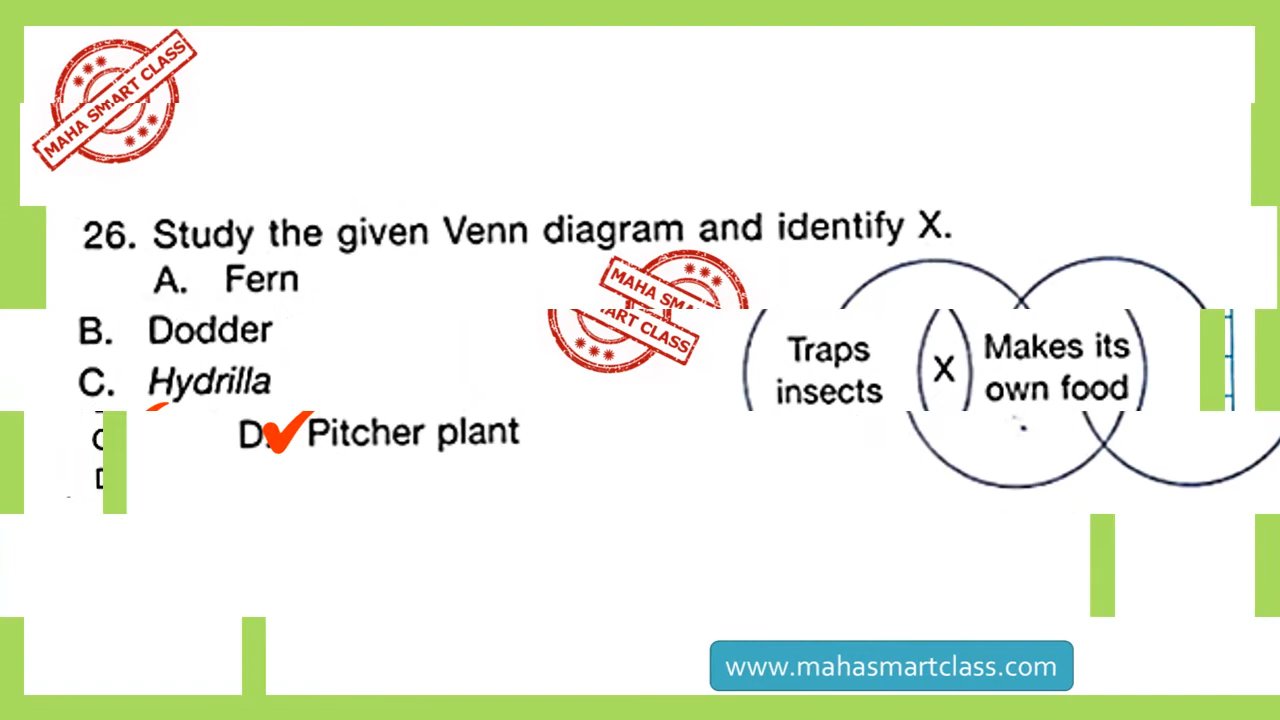 MAHA SMART CLASS
26. Study the given Venn diagram and identify X.
A. Fern
MAHA
ART CLASS
B. Dodder
C. Hydrilla
D. Pitcher plant
Traps
insects
X
Makes its
own food
www.mahasmartclass.com